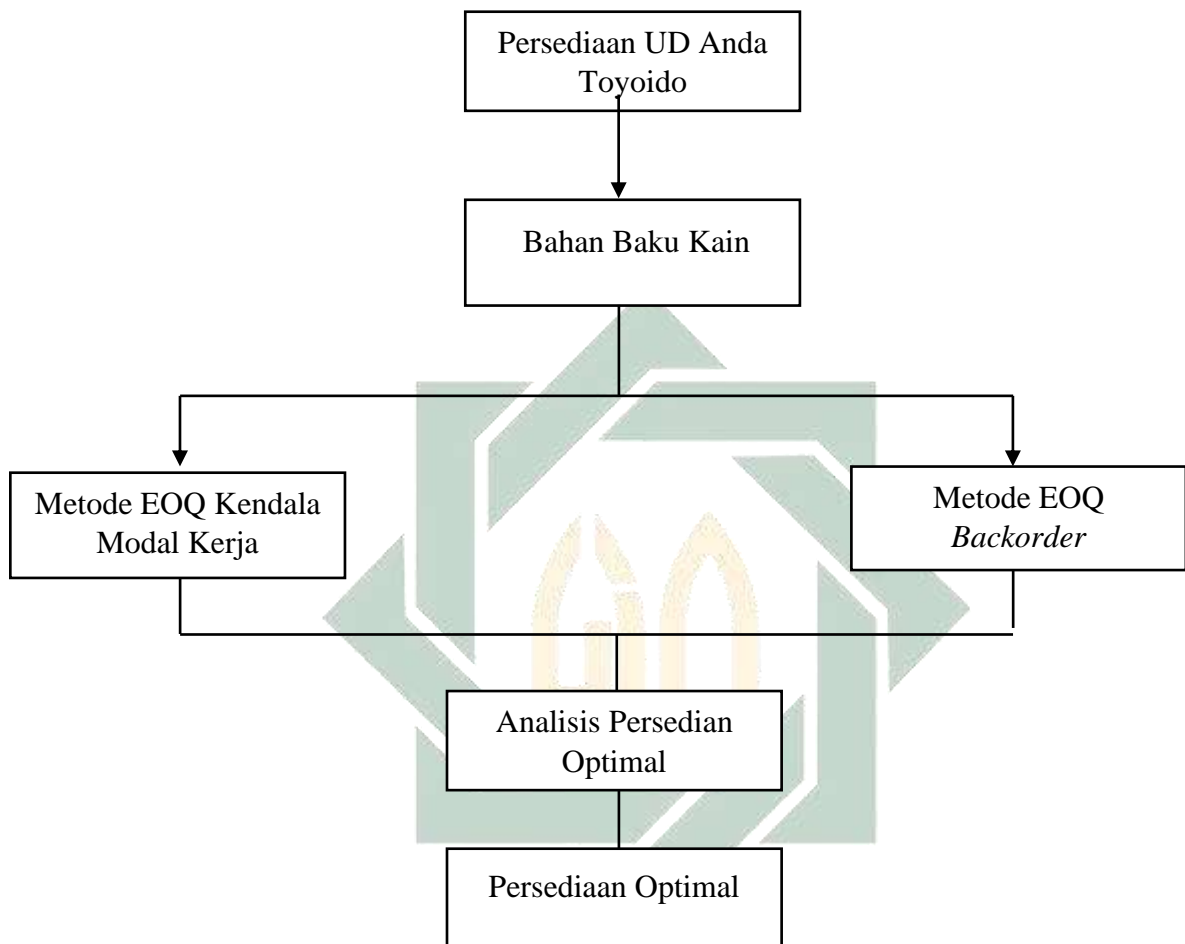 Persediaan UD Anda
Toyoido
Bahan Baku Kain
Metode EOQ Kendala
Modal Kerja
Metode EOQ
Backorder
Analisis Persedian
Optimal
Persediaan Optimal